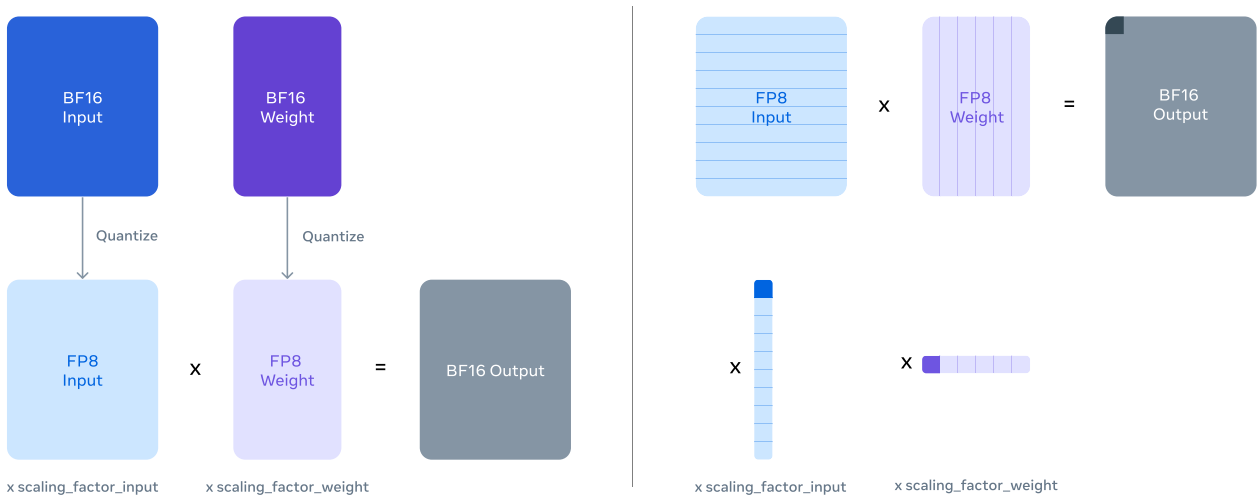 BF16
Input
BF16
Weight
Quantize
Quantize
FP8
Input
x
FP8
Weight
=
BF16 Output
x scaling_factor_input
x scaling_factor_weight
FP8
Input
x
FP8
Weight
=
BF16
Output
x
x
x scaling_factor_input
x scaling_factor_weight